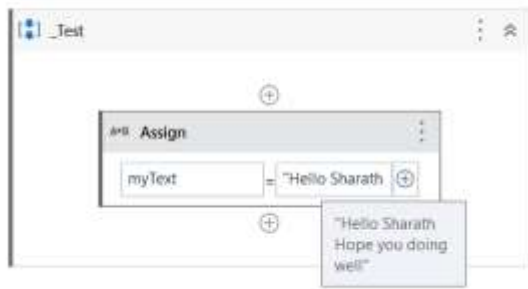 _Test
A+B Assign
myText = "Hello Sharath
"Hello Sharath
Hope you doing
well"